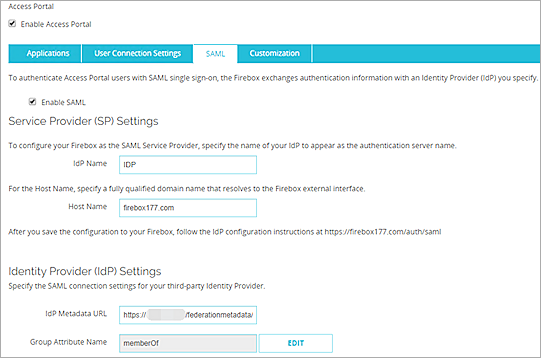 Access Portal
Enable Access Portal
Applications
User Connection Settings
SAML
Customization
To authenticate Access Portal users with SAML single sign-on, the Firebox exchanges authentication information with an Identity Provider (IdP) you specify.
Enable SAML
Service Provider (SP) Settings
To configure your Firebox as the SAML Service Provider, specify the name of your IdP to appear as the authentication server name.
IdP Name IDP
For the Host Name, specify a fully qualified domain name that resolves to the Firebox external interface.
Host Name firebox177.com
After you save the configuration to your Firebox, follow the IdP configuration instructions at https://firebox177.com/auth/saml
Identity Provider (IdP) Settings
Specify the SAML connection settings for your third-party Identity Provider.
IdP Metadata URL https:// /federationmetadata/
Group Attribute Name memberOf EDIT